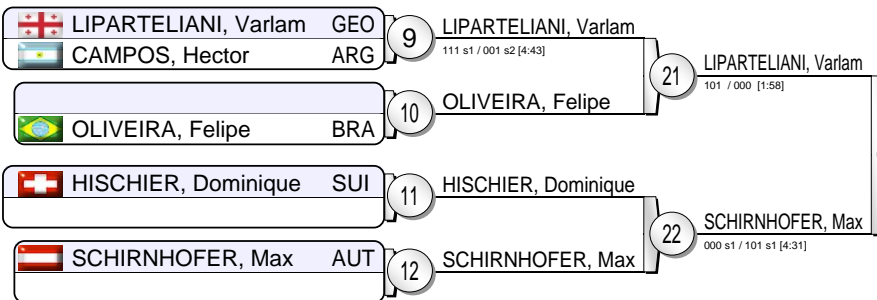 LIPARTELIANI, Varlam GEO
CAMPOS, Hector ARG
9
LIPARTELIANI, Varlam
111 s1 / 001 s2 [4:43]
OLIVEIRA, Felipe BRA
10
OLIVEIRA, Felipe
21
LIPARTELIANI, Varlam
101 / 000 [1:58]
HISCHIER, Dominique SUI
11
HISCHIER, Dominique
SCHIRNHOFER, Max AUT
12
SCHIRNHOFER, Max
22
SCHIRNHOFER, Max
000 s1 / 101 s1 [4:31]